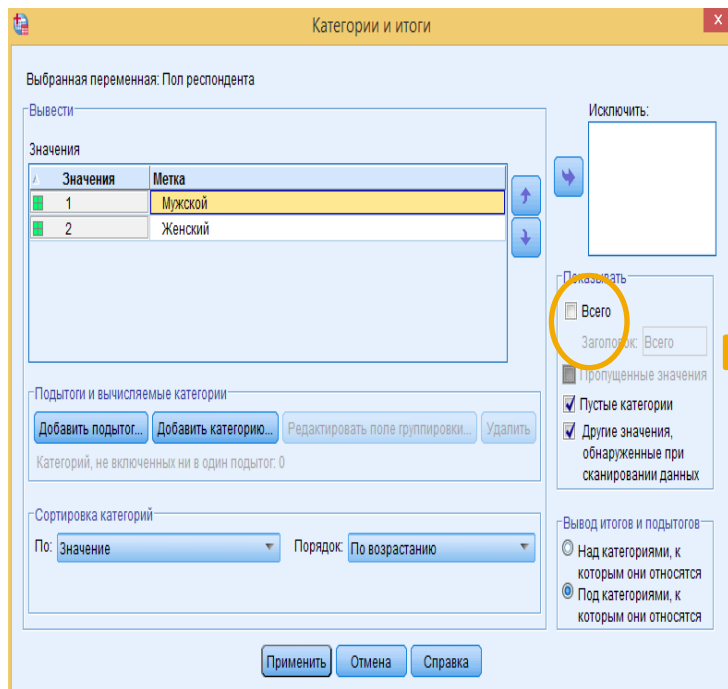 Категории и итоги
x
Выбранная переменная: Пол респондента
Вывести
Значения
Значения Метка
1 Мужской
2 Женский
Подытоги и вычисляемые категории
Добавить подытог... Добавить категорию... Редактировать поле группировки... Удалить
Категорий, не включенных ни в один подытог: 0
Сортировка категорий
По: Значение Порядок: По возрастанию
Исключить:
Показывать
Всего
Заголовок: Всего
Пропущенные значения
Пустые категории
Другие значения,
обнаруженные при
сканировании данных
Вывод итогов и подытогов
Над категориями, к
которым они относятся
Под категориями, к
которым они относятся
Применить Отмена Справка